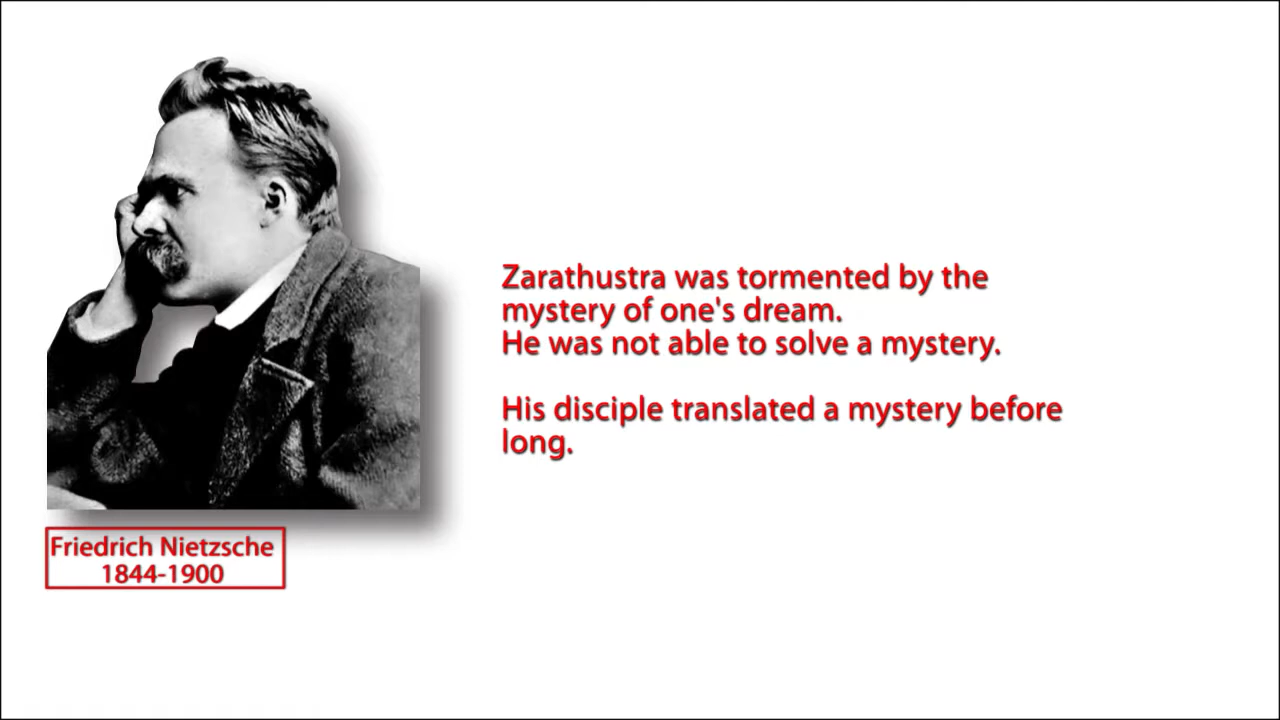 Zarathustra was tormented by the
mystery of one's dream.
He was not able to solve a mystery.
His disciple translated a mystery before
long.
Friedrich Nietzsche
1844-1900